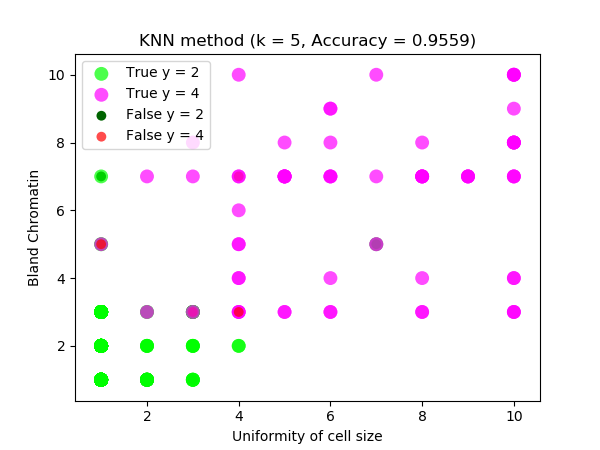 KNN method (k = 5, Accuracy = 0.9559)
True y = 2
True y = 4
False y = 2
False y = 4
10
8
6
4
2
Bland Chromatin
2 4 6 8 10
Uniformity of cell size